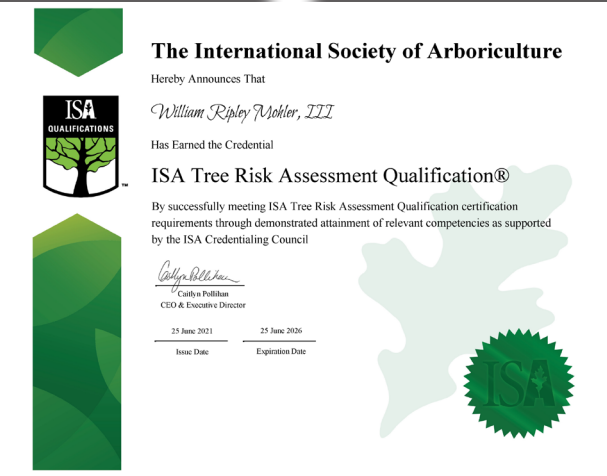 The International Society of Arboriculture
Hereby Announces That
William Ripley Mohler, III
Has Earned the Credential
ISA
QUALIFICATIONS
™
ISA Tree Risk Assessment Qualification®
By successfully meeting ISA Tree Risk Assessment Qualification certification
requirements through demonstrated attainment of relevant competencies as supported
by the ISA Credentialing Council
Caitlyn Pollihan
Caitlyn Pollihan
CEO & Executive Director
25 June 2021 25 June 2026
Issue Date Expiration Date
ISA